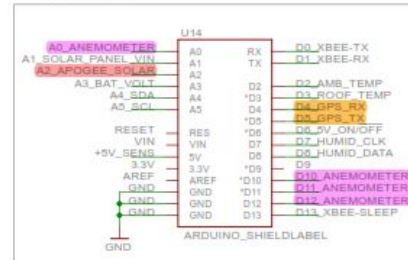 U14
A0_ANEMOMETER A0 RX D0_XBEE-TX
A1_SOLAR_PANEL_VIN A1 TX D1_XBEE-RX
A2_APOGEE_SOLAR A2
A3_BAT_VOLT A3 D2 D2_AMB_TEMP
A4_SDA A4 *D3 D3_ROOF_TEMP
A5_SCL A5 D4 D4_GPS_RX
*D5 D5_GPS_TX
RESET RES *D6 D6_5V_ON/OFF
VIN VIN D7 D7_HUMID_CLK
+5V_SENS 5V D8 D8_HUMID_DATA
3.3V 3.3V *D9 D9
AREF AREF *D10 D10_ANEMOMETER
GND GND *D11 D11_ANEMOMETER
GND GND D12 D12_ANEMOMETER
GND GND D13 D13_XBEE-SLEEP
ARDUINO_SHIELDLABEL
GND